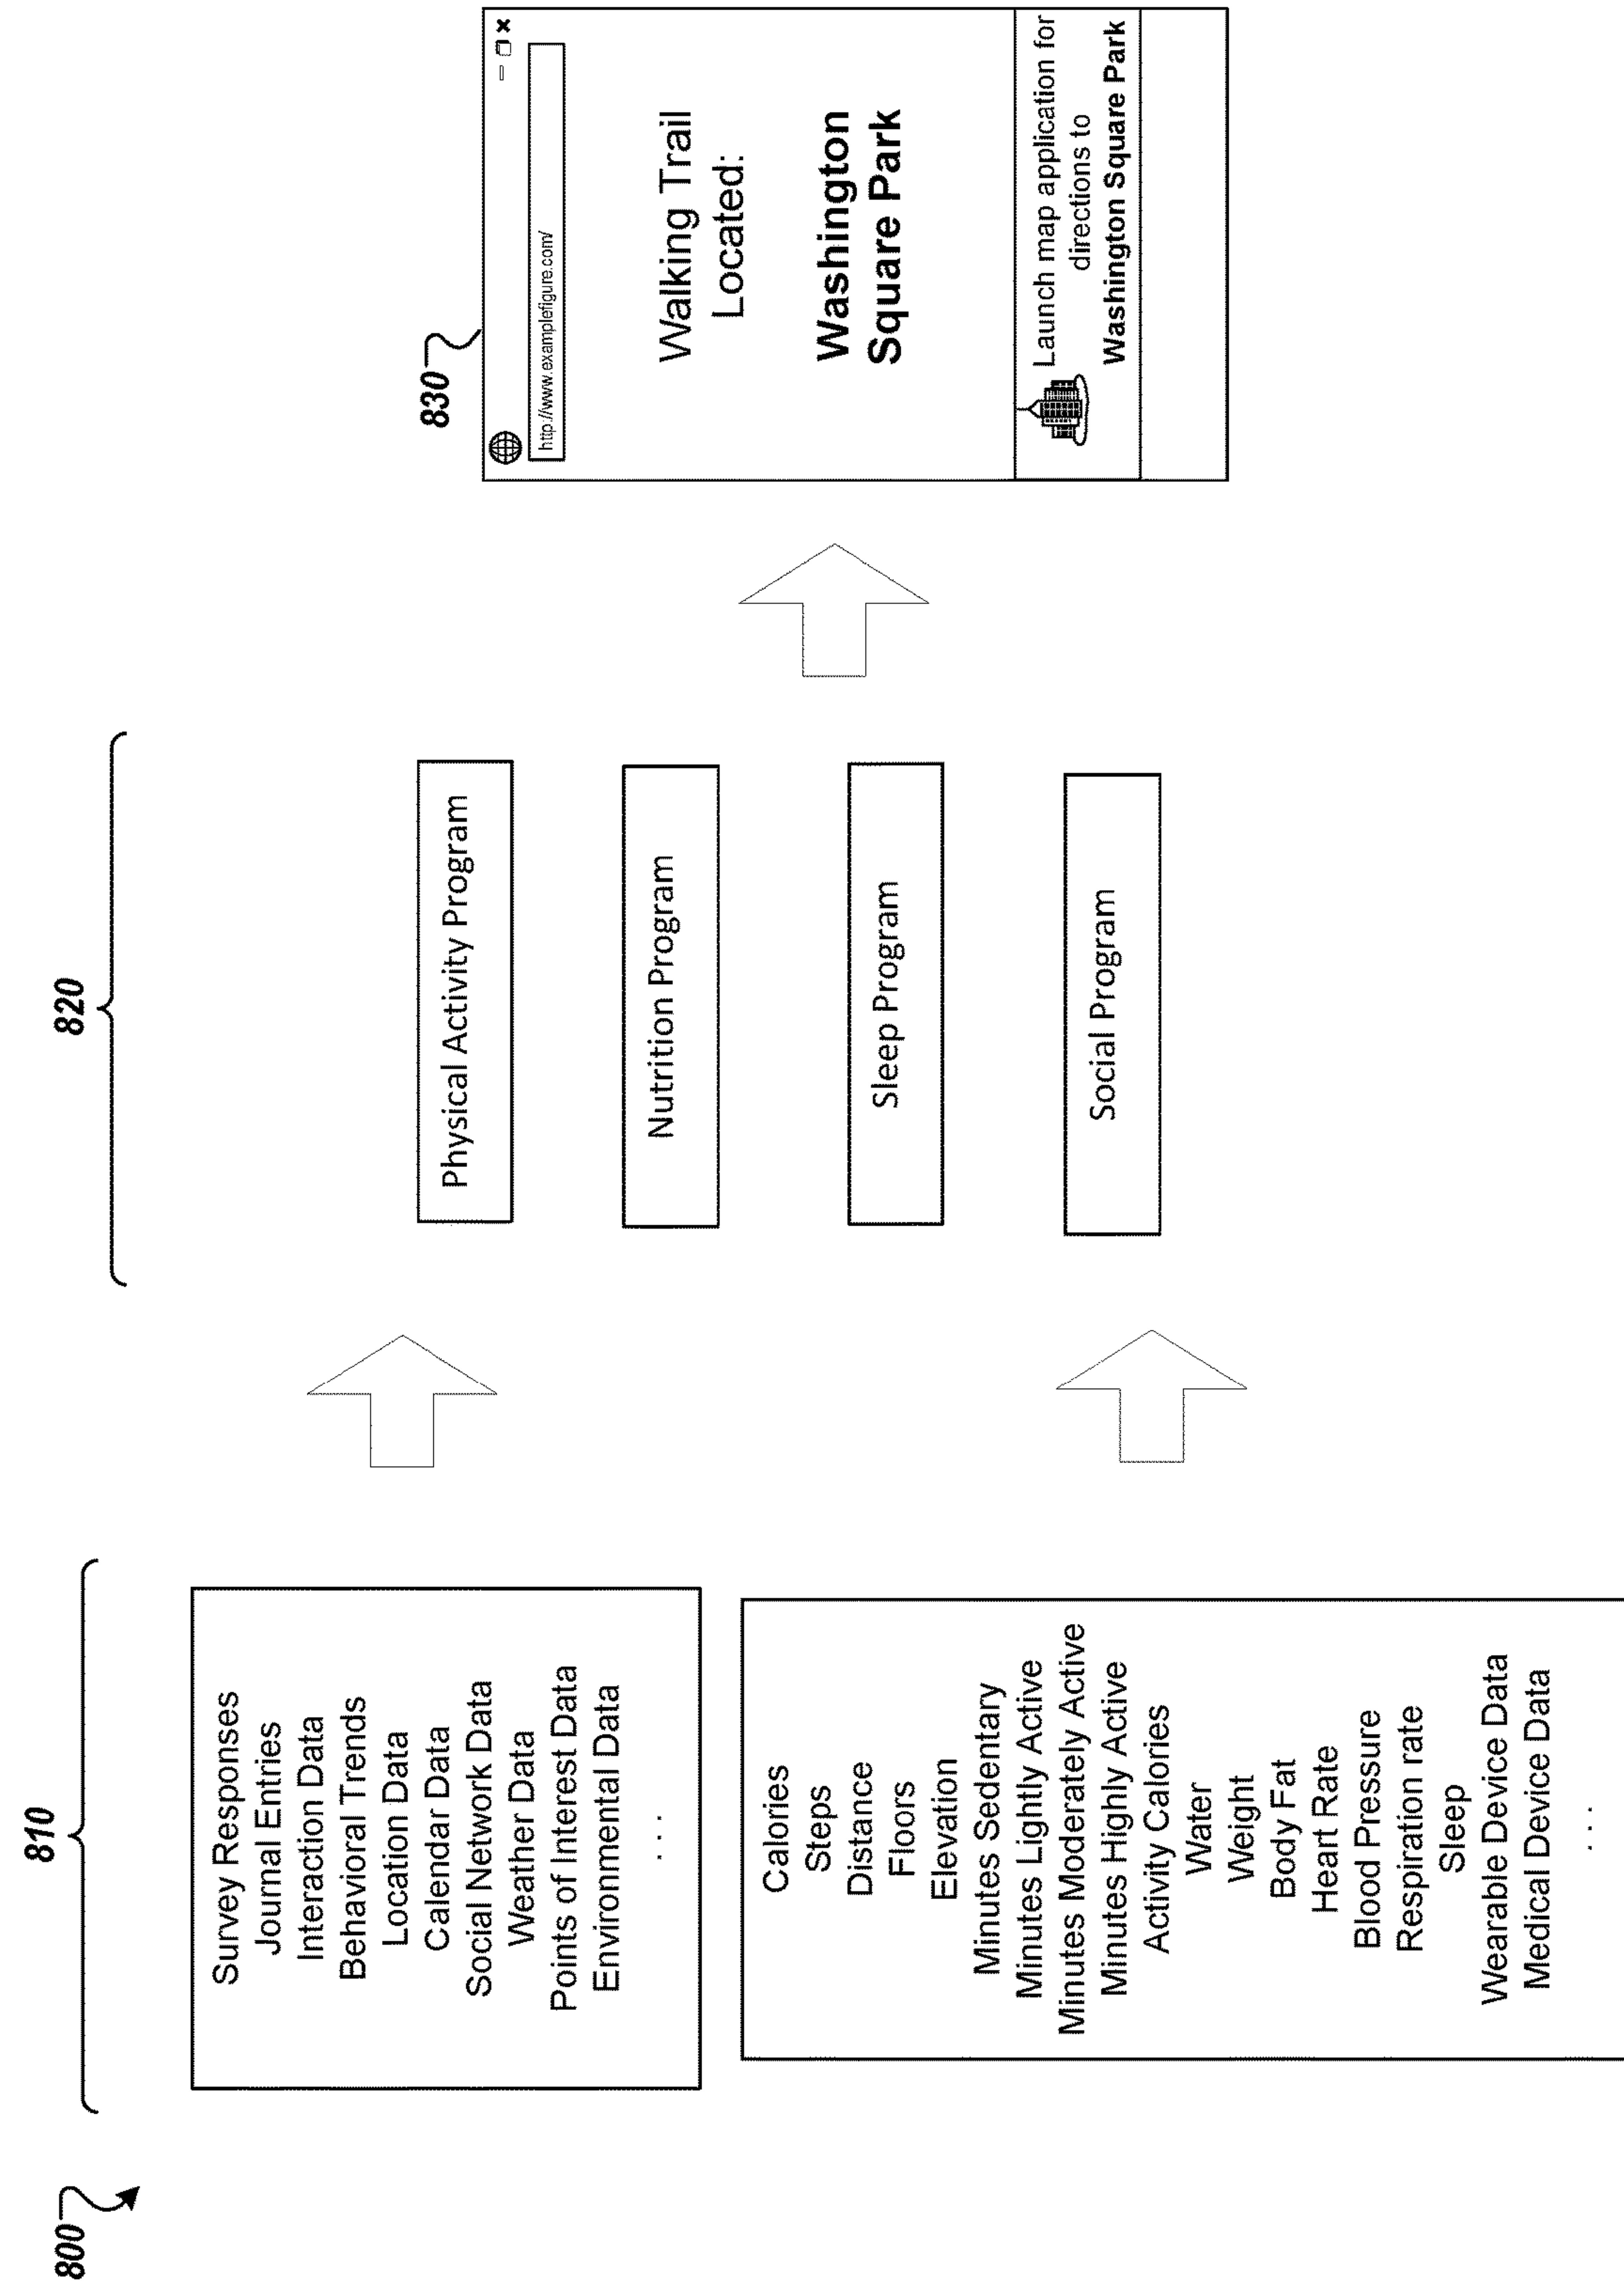 800
810
Survey Responses
Journal Entries
Interaction Data
Behavioral Trends
Location Data
Calendar Data
Social Network Data
Weather Data
Points of Interest Data
Environmental Data
. . .
Calories
Steps
Distance
Floors
Elevation
Minutes Sedentary
Minutes Lightly Active
Minutes Moderately Active
Minutes Highly Active
Activity Calories
Water
Weight
Body Fat
Heart Rate
Blood Pressure
Respiration rate
Sleep
Wearable Device Data
Medical Device Data
. . .
820
Physical Activity Program
Nutrition Program
Sleep Program
Social Program
830
http://www.examplefigure.com/
Walking Trail
Located:
Washington
Square Park
Launch map application for
directions to
Washington Square Park